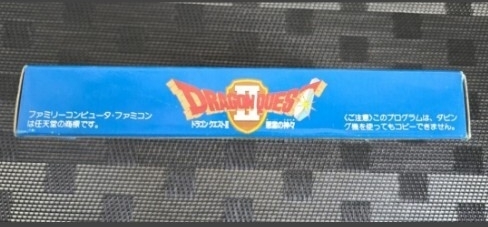 ファミリーコンピュータ・ファミコン
は任天堂の商標です。
DRAGON QUEST
II
ドラゴンクエストII 悪霊の神々
〈ご注意〉このプログラムは、ダビン
グ機を使ってもコピーできません。